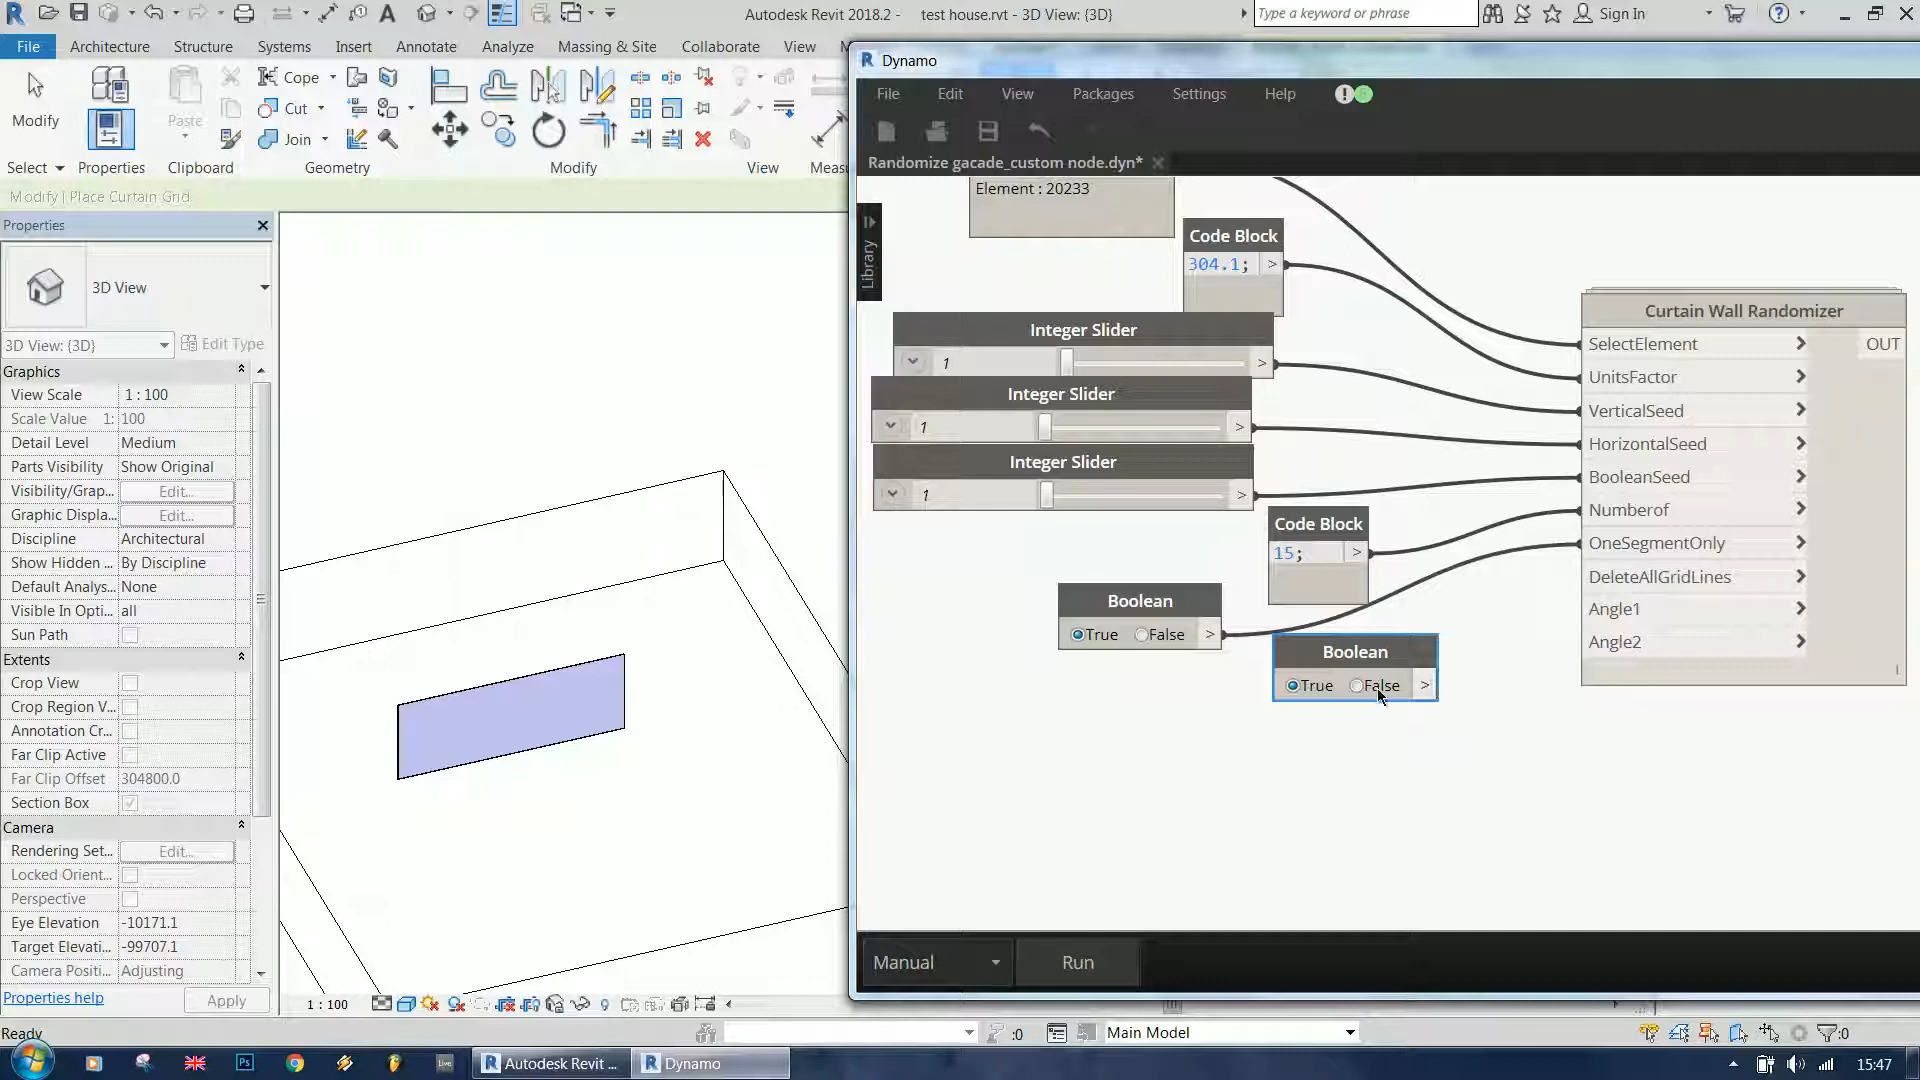 Autodesk Revit 2018.2 -    test house.rvt - 3D View: {3D}
Type a keyword or phrase
Sign In
File Architecture Structure Systems Insert Annotate Analyze Massing & Site Collaborate View
Modify
Paste
Cope
Cut
Join
Select Properties Clipboard Geometry Modify View
Modify | Place Curtain Grid
Properties
3D View
3D View: {3D} Edit Type
Graphics
View Scale 1 : 100
Scale Value 1: 100
Detail Level Medium
Parts Visibility Show Original
Visibility/Grap... Edit...
Graphic Displa... Edit...
Discipline Architectural
Show Hidden ... By Discipline
Default Analys... None
Visible In Opti... all
Sun Path
Extents
Crop View
Crop Region V...
Annotation Cr...
Far Clip Active
Far Clip Offset 304800.0
Section Box
Camera
Rendering Set... Edit...
Locked Orient...
Perspective
Eye Elevation -10171.1
Target Elevati... -99707.1
Camera Positi... Adjusting
Properties help Apply
1 : 100
Ready
:0
Main Model
:0
Dynamo
File Edit View Packages Settings Help
Randomize gacade_custom node.dyn*
Library
Element : 20233
Code Block
304.1; >
Integer Slider
1 >
Integer Slider
1 >
Integer Slider
1 >
Code Block
15; >
Boolean
True False >
Boolean
True False >
Curtain Wall Randomizer
SelectElement OUT
UnitsFactor
VerticalSeed
HorizontalSeed
BooleanSeed
Numberof
OneSegmentOnly
DeleteAllGridLines
Angle1
Angle2
Manual Run
Autodesk Revit ... Dynamo
15:47